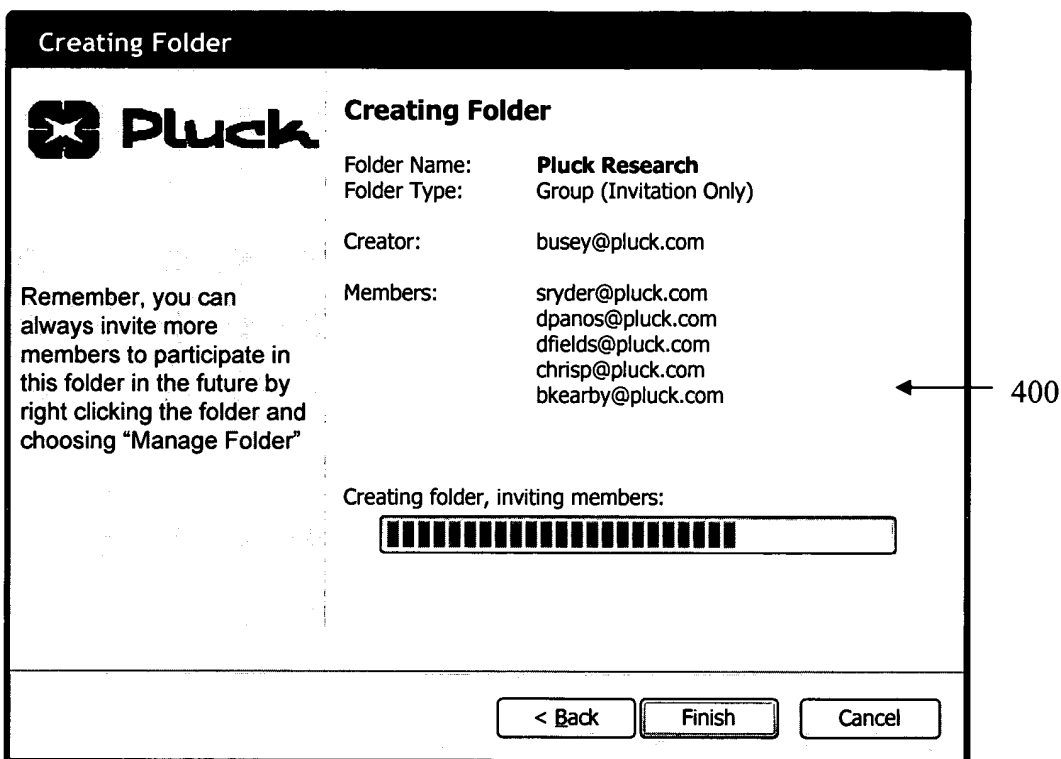 Creating Folder
Pluck
Creating Folder
Folder Name: Pluck Research
Folder Type: Group (Invitation Only)
Creator: busey@pluck.com
Members: sryder@pluck.com
dpanos@pluck.com
dfields@pluck.com
chrisp@pluck.com
bkearby@pluck.com
Remember, you can
always invite more
members to participate in
this folder in the future by
right clicking the folder and
choosing “Manage Folder”
400
Creating folder, inviting members:
< Back Finish Cancel